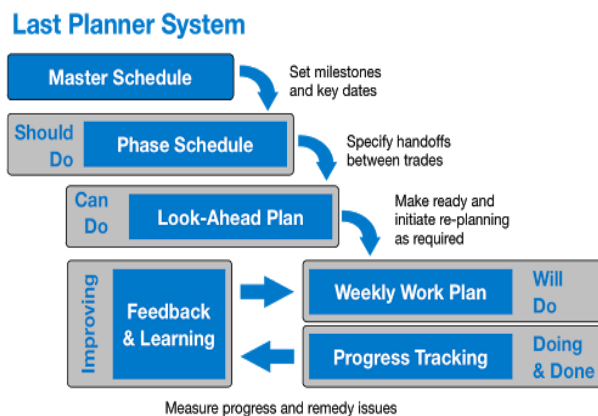 Last Planner System
Master Schedule
Set milestones
and key dates
Should
Do
Phase Schedule
Specify handoffs
between trades
Can
Do
Look-Ahead Plan
Make ready and
initiate re-planning
as required
Improving
Feedback
& Learning
Weekly Work Plan
Will
Do
Progress Tracking
Doing
& Done
Measure progress and remedy issues